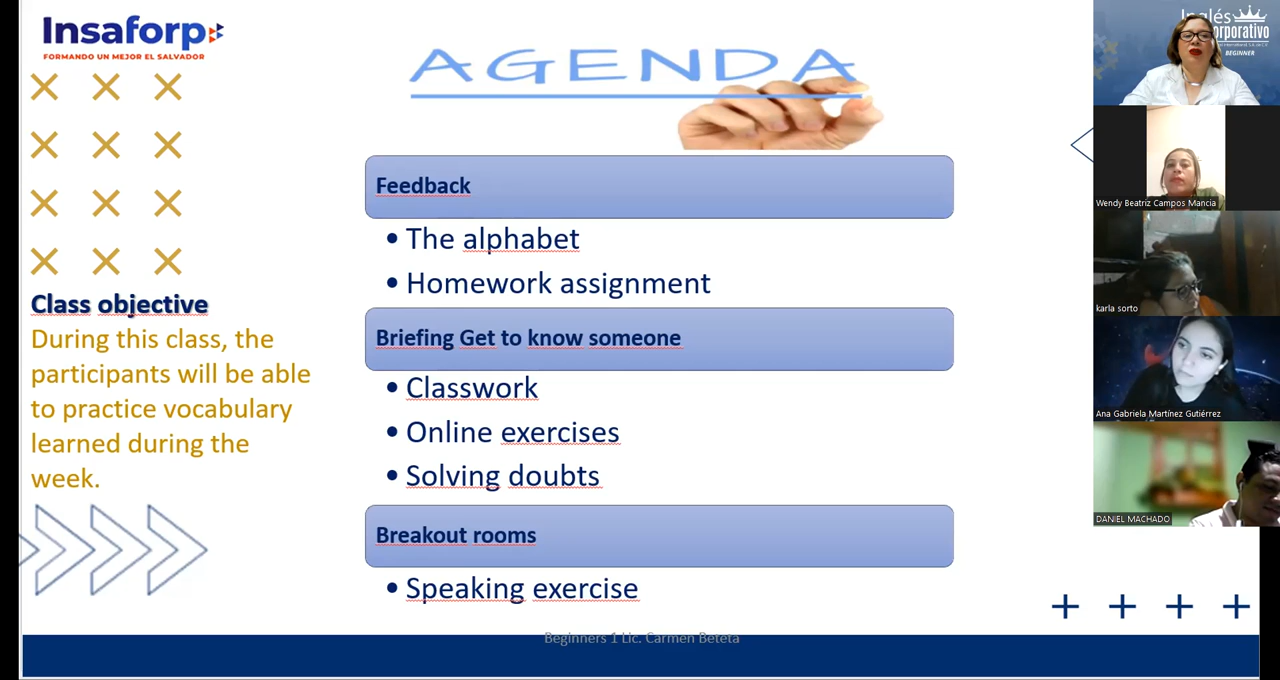 Insaforp
FORMANDO UN MEJOR EL SALVADOR
AGENDA
Class objective
During this class, the
participants will be able
to practice vocabulary
learned during the
week.
Feedback
• The alphabet
• Homework assignment
Briefing Get to know someone
• Classwork
• Online exercises
• Solving doubts
Breakout rooms
• Speaking exercise
Beginners 1 Lic. Carmen Beteta
Inglés
BEGINNER
Wendy Beatriz Campos Mancia
karla sorto
Ana Gabriela Martínez Gutiérrez
DANIEL MACHADO